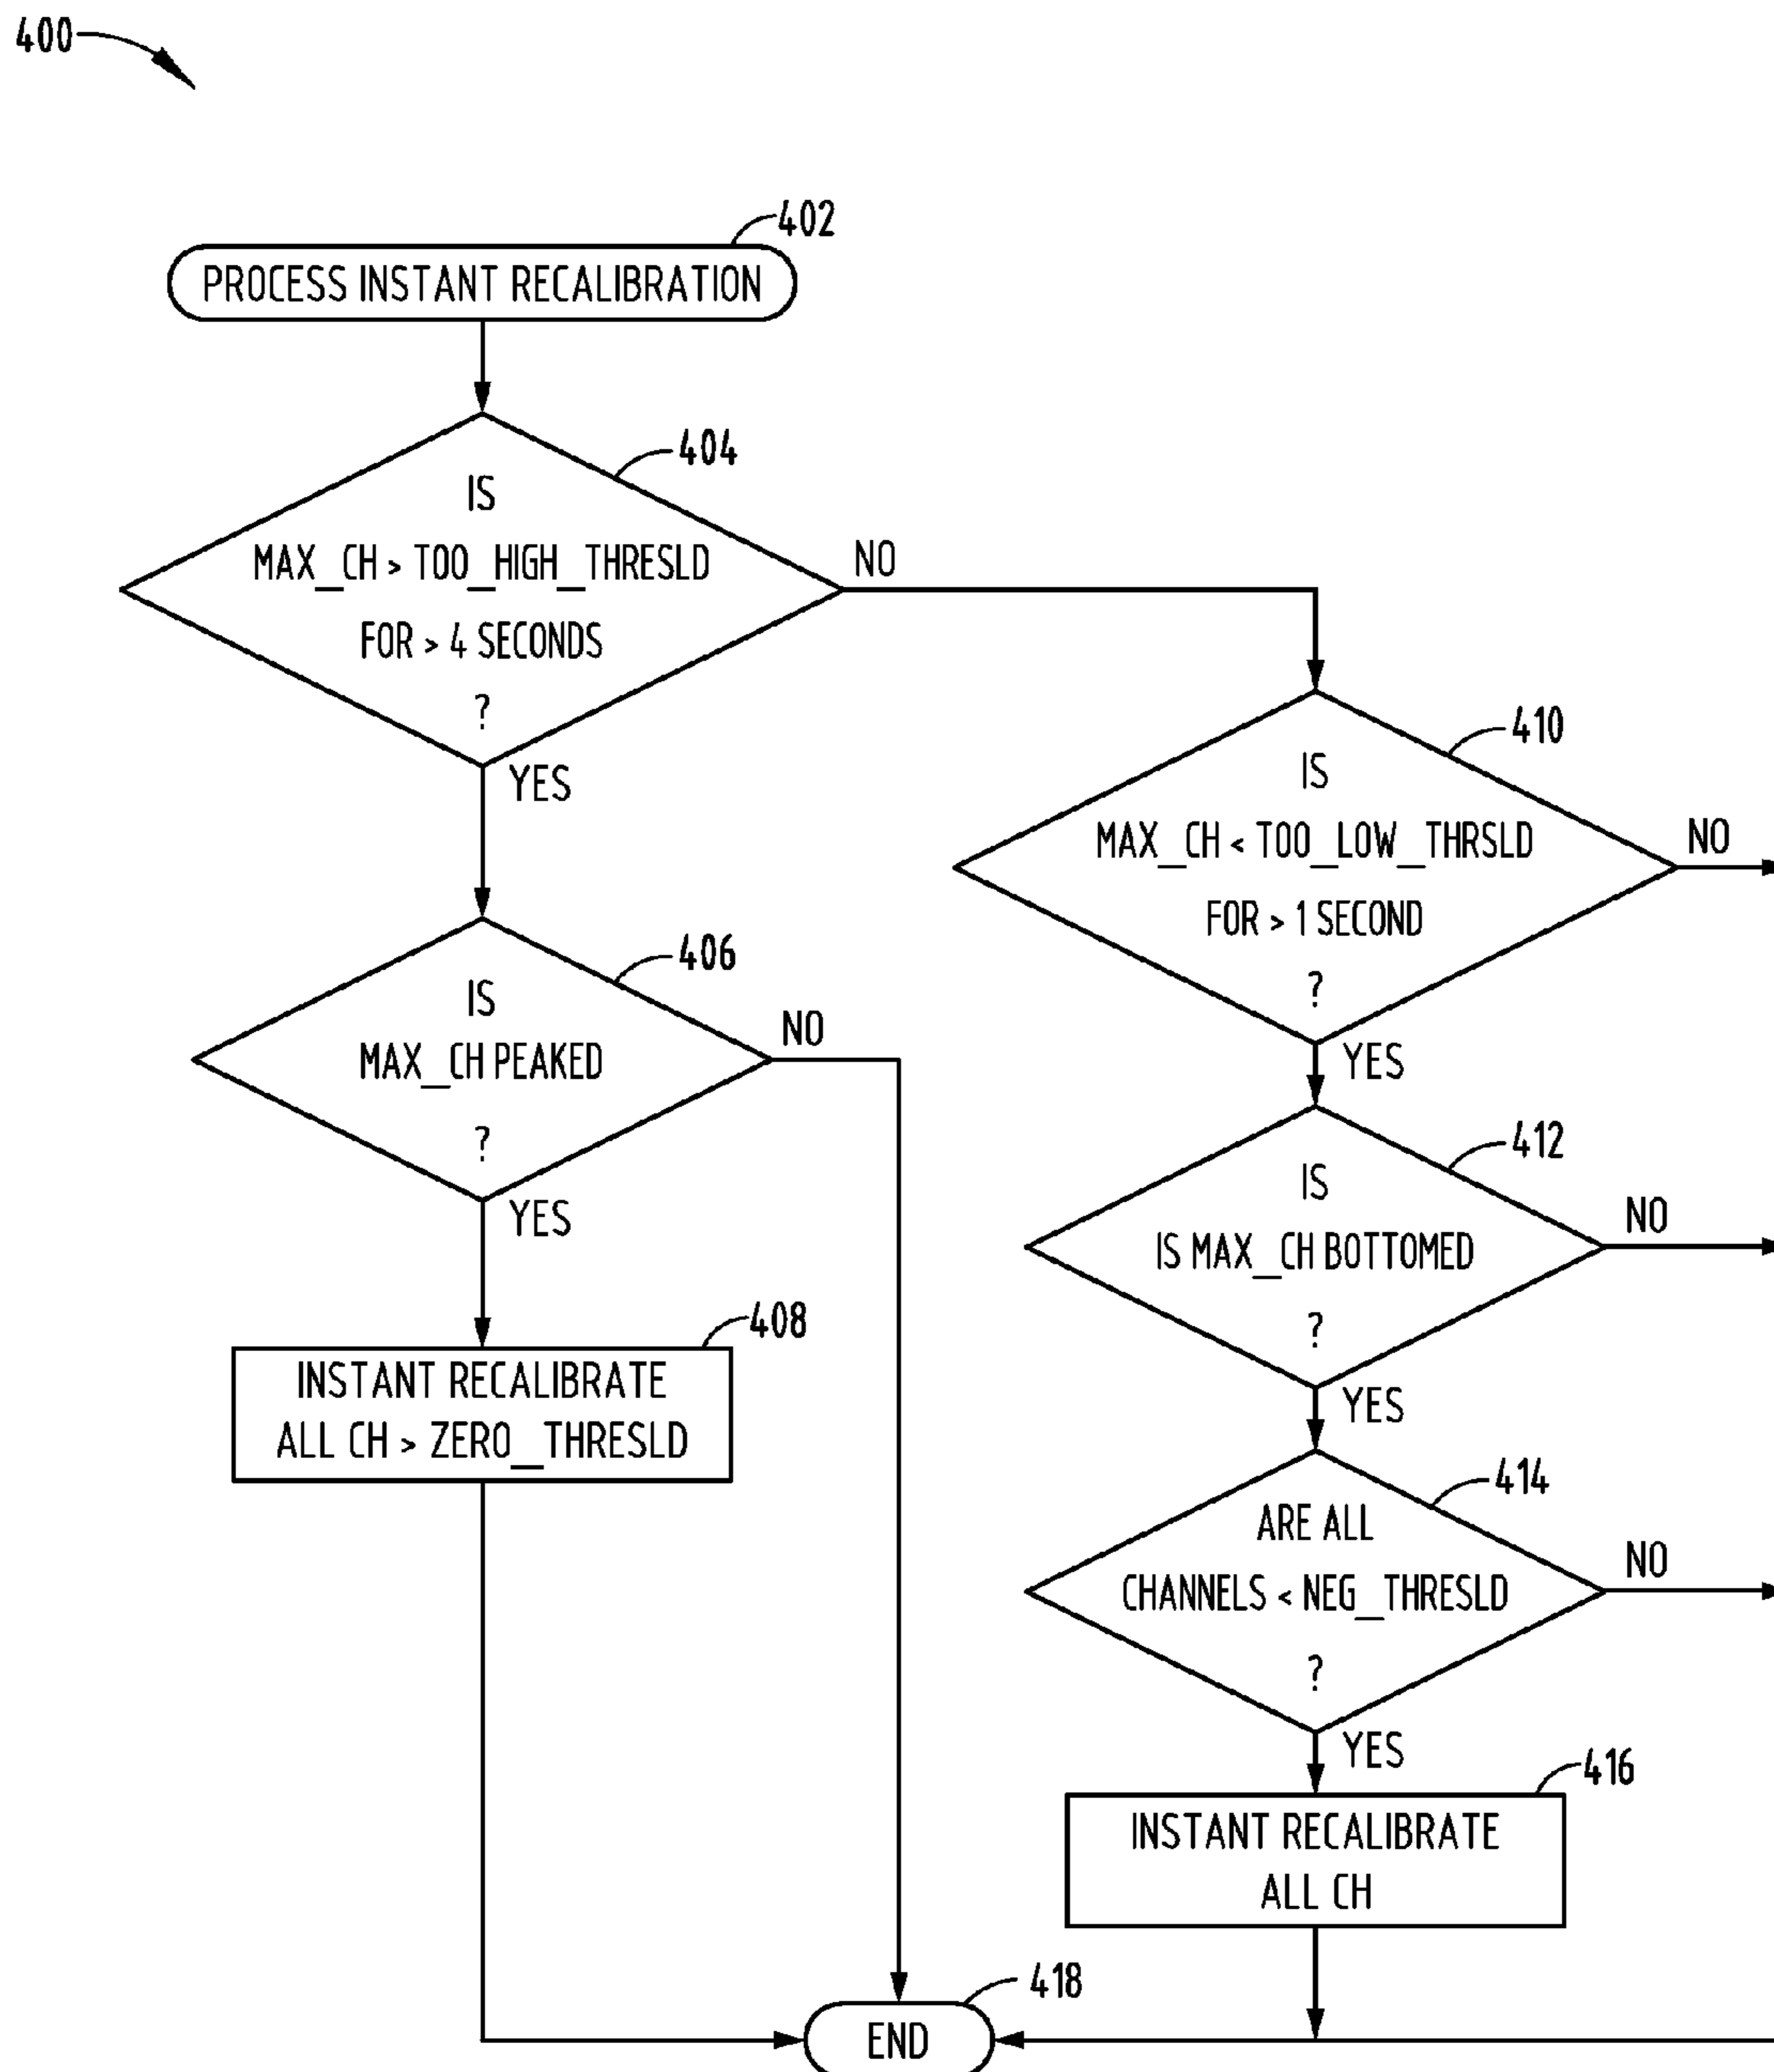 400
402
PROCESS INSTANT RECALIBRATION
404
IS
MAX_CH > TOO_HIGH_THRESLD
FOR > 4 SECONDS
?
NO
YES
406
IS
MAX_CH PEAKED
?
NO
YES
408
INSTANT RECALIBRATE
ALL CH > ZERO_THRESLD
410
IS
MAX_CH < TOO_LOW_THRSLD
FOR > 1 SECOND
?
NO
YES
412
IS
IS MAX_CH BOTTOMED
?
NO
YES
414
ARE ALL
CHANNELS < NEG_THRESLD
?
NO
YES
416
INSTANT RECALIBRATE
ALL CH
418
END